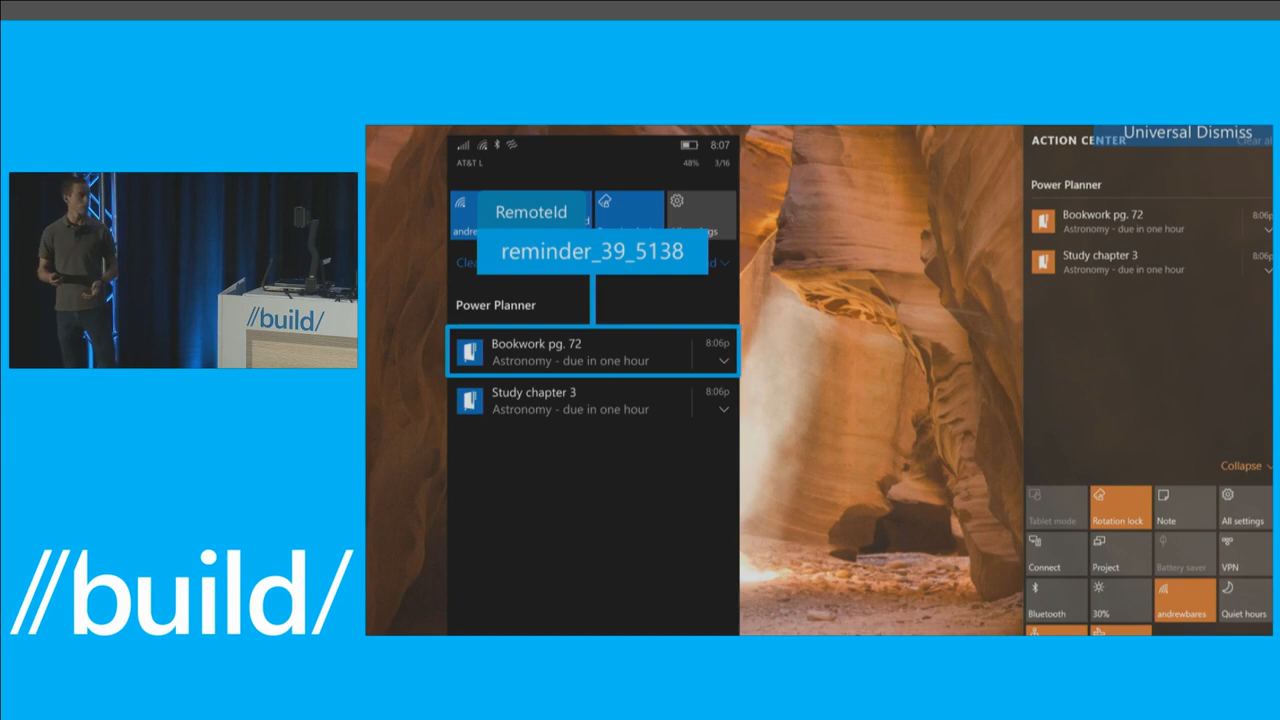 //build/
//build/
8:07
AT&T L
48%
3/16
RemoteId
reminder_39_5138
Power Planner
Bookwork pg. 72
8:06p
Astronomy - due in one hour
Study chapter 3
8:06p
Astronomy - due in one hour
Universal Dismiss
ACTION CENTER
Power Planner
Bookwork pg. 72
8:06p
Astronomy - due in one hour
Study chapter 3
8:06p
Astronomy - due in one hour
Collapse
Tablet mode
Rotation lock
Note
All settings
Connect
Project
Battery saver
VPN
Bluetooth
30%
andrewbares
Quiet hours